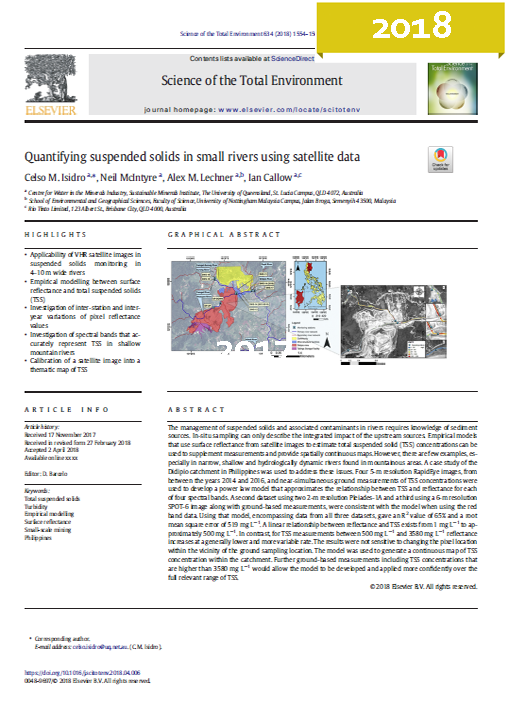 Science of the Total Environment 634 (2018) 1554–15
2018
Contents lists available at ScienceDirect
Science of the Total Environment
journal homepage: www.elsevier.com/locate/scitotenv
ELSEVIER
Quantifying suspended solids in small rivers using satellite data
Check for updates
Celso M. Isidro a,*, Neil McIntyre a, Alex M. Lechner a,b, Ian Callow a,c
a Centre for Water in the Minerals Industry, Sustainable Minerals Institute, The University of Queensland, St. Lucia Campus, QLD 4072, Australia
b School of Environmental and Geographical Sciences, Faculty of Science, University of Nottingham Malaysia Campus, Jalan Broga, Semenyih 43500, Malaysia
c Rio Tinto Limited, 123 Albert St., Brisbane City, QLD 4000, Australia
HIGHLIGHTS
• Applicability of VHR satellite images in
suspended solids monitoring in
4–10 m wide rivers
• Empirical modelling between surface
reflectance and total suspended solids
(TSS)
• Investigation of inter-station and inter-
year variations of pixel reflectance
values
• Investigation of spectral bands that ac-
curately represent TSS in shallow
mountain rivers
• Calibration of a satellite image into a
thematic map of TSS
GRAPHICAL ABSTRACT
ARTICLE INFO
Article history:
Received 17 November 2017
Received in revised form 27 February 2018
Accepted 2 April 2018
Available online xxxx
Editor: D. Barcelo
Keywords:
Total suspended solids
Turbidity
Empirical modelling
Surface reflectance
Small-scale mining
Philippines
ABSTRACT
The management of suspended solids and associated contaminants in rivers requires knowledge of sediment
sources. In-situ sampling can only describe the integrated impact of the upstream sources. Empirical models
that use surface reflectance from satellite images to estimate total suspended solid (TSS) concentrations can be
used to supplement measurements and provide spatially continuous maps. However, there are few examples, es-
pecially in narrow, shallow and hydrologically dynamic rivers found in mountainous areas. A case study of the
Didipio catchment in Philippines was used to address these issues. Four 5-m resolution RapidEye images, from
between the years 2014 and 2016, and near-simultaneous ground measurements of TSS concentrations were
used to develop a power law model that approximates the relationship between TSS and reflectance for each
of four spectral bands. A second dataset using two 2-m resolution Pleiades-1A and a third using a 6-m resolution
SPOT-6 image along with ground-based measurements, were consistent with the model when using the red
band data. Using that model, encompassing data from all three datasets, gave an R² value of 65% and a root
mean square error of 519 mg L⁻¹. A linear relationship between reflectance and TSS exists from 1 mg L⁻¹ to ap-
proximately 500 mg L⁻¹. In contrast, for TSS measurements between 500 mg L⁻¹ and 3580 mg L⁻¹ reflectance
increases at a generally lower and more variable rate. The results were not sensitive to changing the pixel location
within the vicinity of the ground sampling location. The model was used to generate a continuous map of TSS
concentration within the catchment. Further ground-based measurements including TSS concentrations that
are higher than 3580 mg L⁻¹ would allow the model to be developed and applied more confidently over the
full relevant range of TSS.
© 2018 Elsevier B.V. All rights reserved.
* Corresponding author.
E-mail address: celso.isidro@uq.net.au. (C.M. Isidro).
https://doi.org/10.1016/j.scitotenv.2018.04.006
0048-9697/© 2018 Elsevier B.V. All rights reserved.